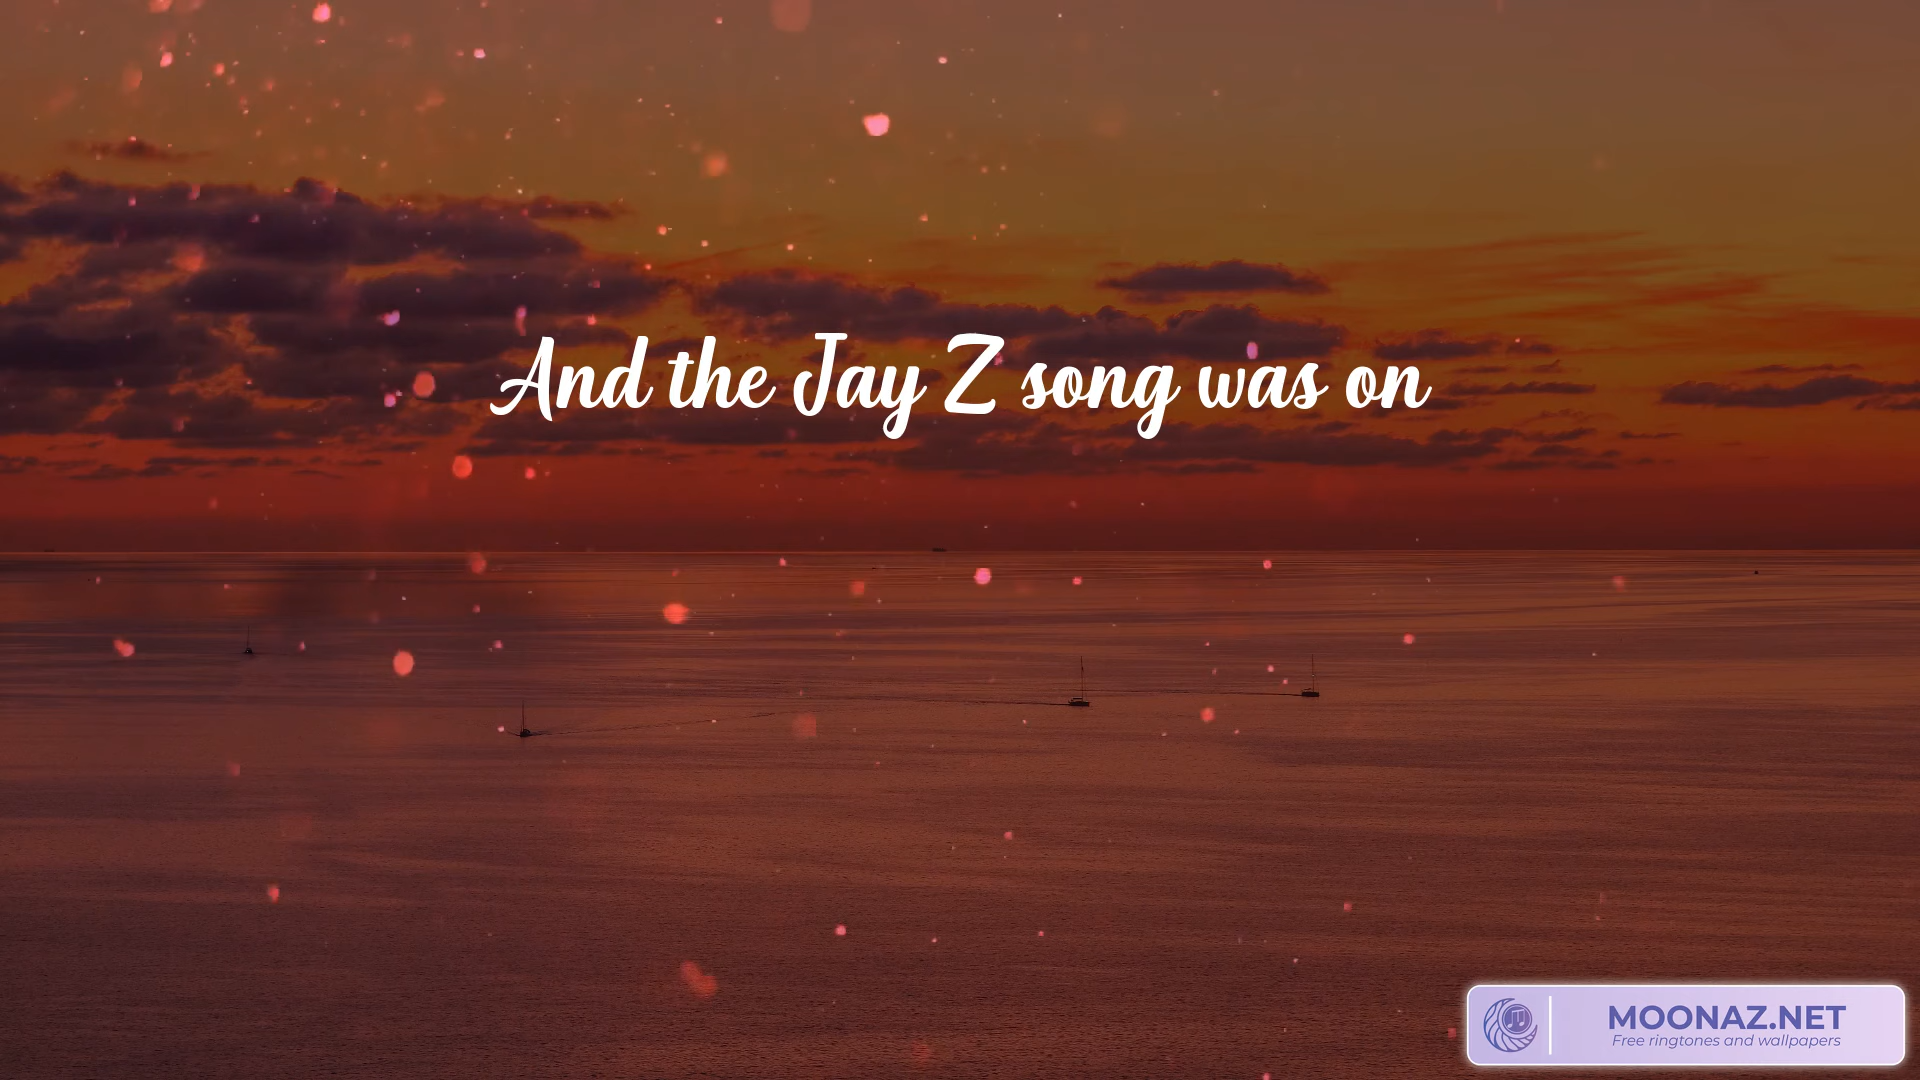 And the Jay Z song was on
MOONAZ.NET
Free ringtones and wallpapers